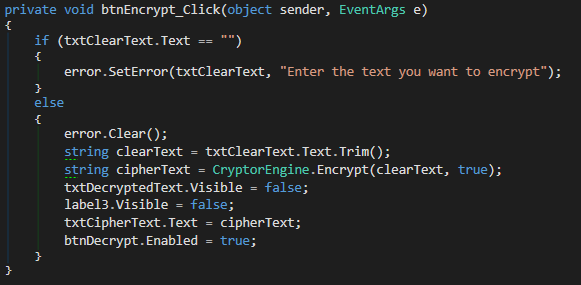 private void btnEncrypt_Click(object sender, EventArgs e)
{
    if (txtClearText.Text == "")
    {
        error.SetError(txtClearText, "Enter the text you want to encrypt");
    }
    else
    {
        error.Clear();
        string clearText = txtClearText.Text.Trim();
        string cipherText = CryptorEngine.Encrypt(clearText, true);
        txtDecryptedText.Visible = false;
        label3.Visible = false;
        txtCipherText.Text = cipherText;
        btnDecrypt.Enabled = true;
    }
}